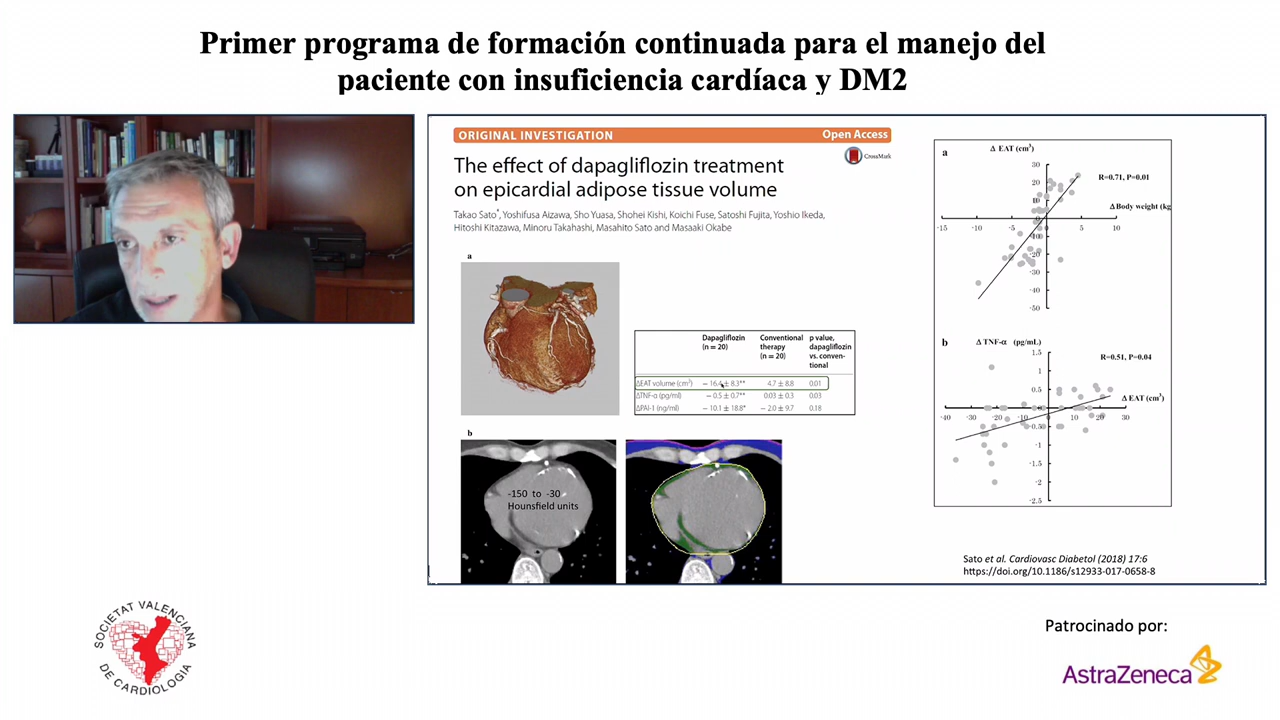 Primer programa de formación continuada para el manejo del
paciente con insuficiencia cardíaca y DM2
ORIGINAL INVESTIGATION
Open Access
CrossMark
The effect of dapagliflozin treatment
on epicardial adipose tissue volume
Takao Sato*, Yoshifusa Aizawa, Sho Yuasa, Shohei Kishi, Koichi Fuse, Satoshi Fujita, Yoshio Ikeda,
Hitoshi Kitazawa, Minoru Takahashi, Masahito Sato and Masaaki Okabe
a
Dapagliflozin (n = 20) Conventional therapy (n = 20) p value, dapagliflozin vs. conven-tional
ΔEAT volume (cm³) − 16.4 ± 8.3** 4.7 ± 8.8 0.01
ΔTNF-α (pg/ml) − 0.5 ± 0.7** 0.03 ± 0.3 0.03
ΔPAI-1 (ng/ml) − 10.1 ± 18.8* − 2.0 ± 9.7 0.18
b
-150 to -30
Hounsfield units
a
Δ EAT (cm³)
R=0.71, P=0.01
Δ Body weight (kg
30
20
10
-15 -10 -5 0 5 10
-10
-20
-30
-40
-50
b
Δ TNF-α (pg/mL)
R=0.51, P=0.04
Δ EAT (cm³)
1.5
1
0.5
-40 -30 -20 -10 0 10 20 30
-0.5
-1
-1.5
-2
-2.5
Sato et al. Cardiovasc Diabetol (2018) 17:6
https://doi.org/10.1186/s12933-017-0658-8
SOCIETAT VALENCIANA
DE CARDIOLOGIA
Patrocinado por:
AstraZeneca